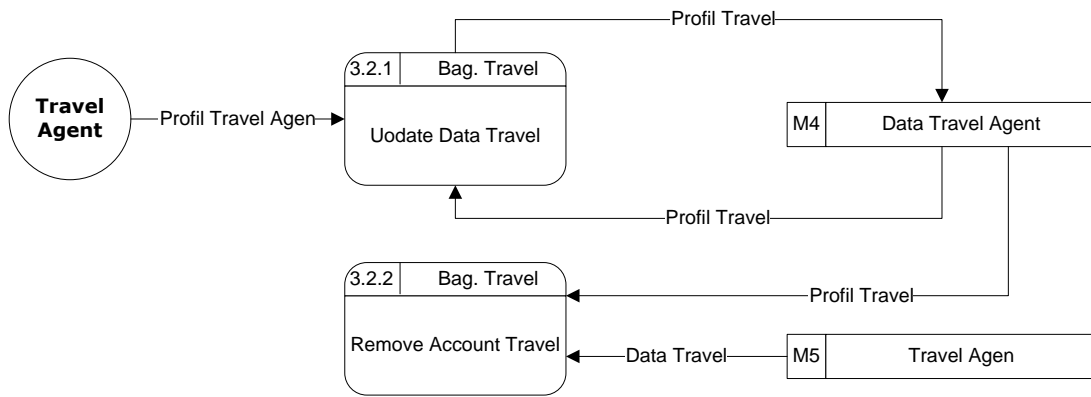 Profil Travel
3.2.1 Bag. Travel
Travel
Agent
Profil Travel Agen
Uodate Data Travel
M4 Data Travel Agent
Profil Travel
3.2.2 Bag. Travel
Profil Travel
Remove Account Travel
Data Travel
M5 Travel Agen